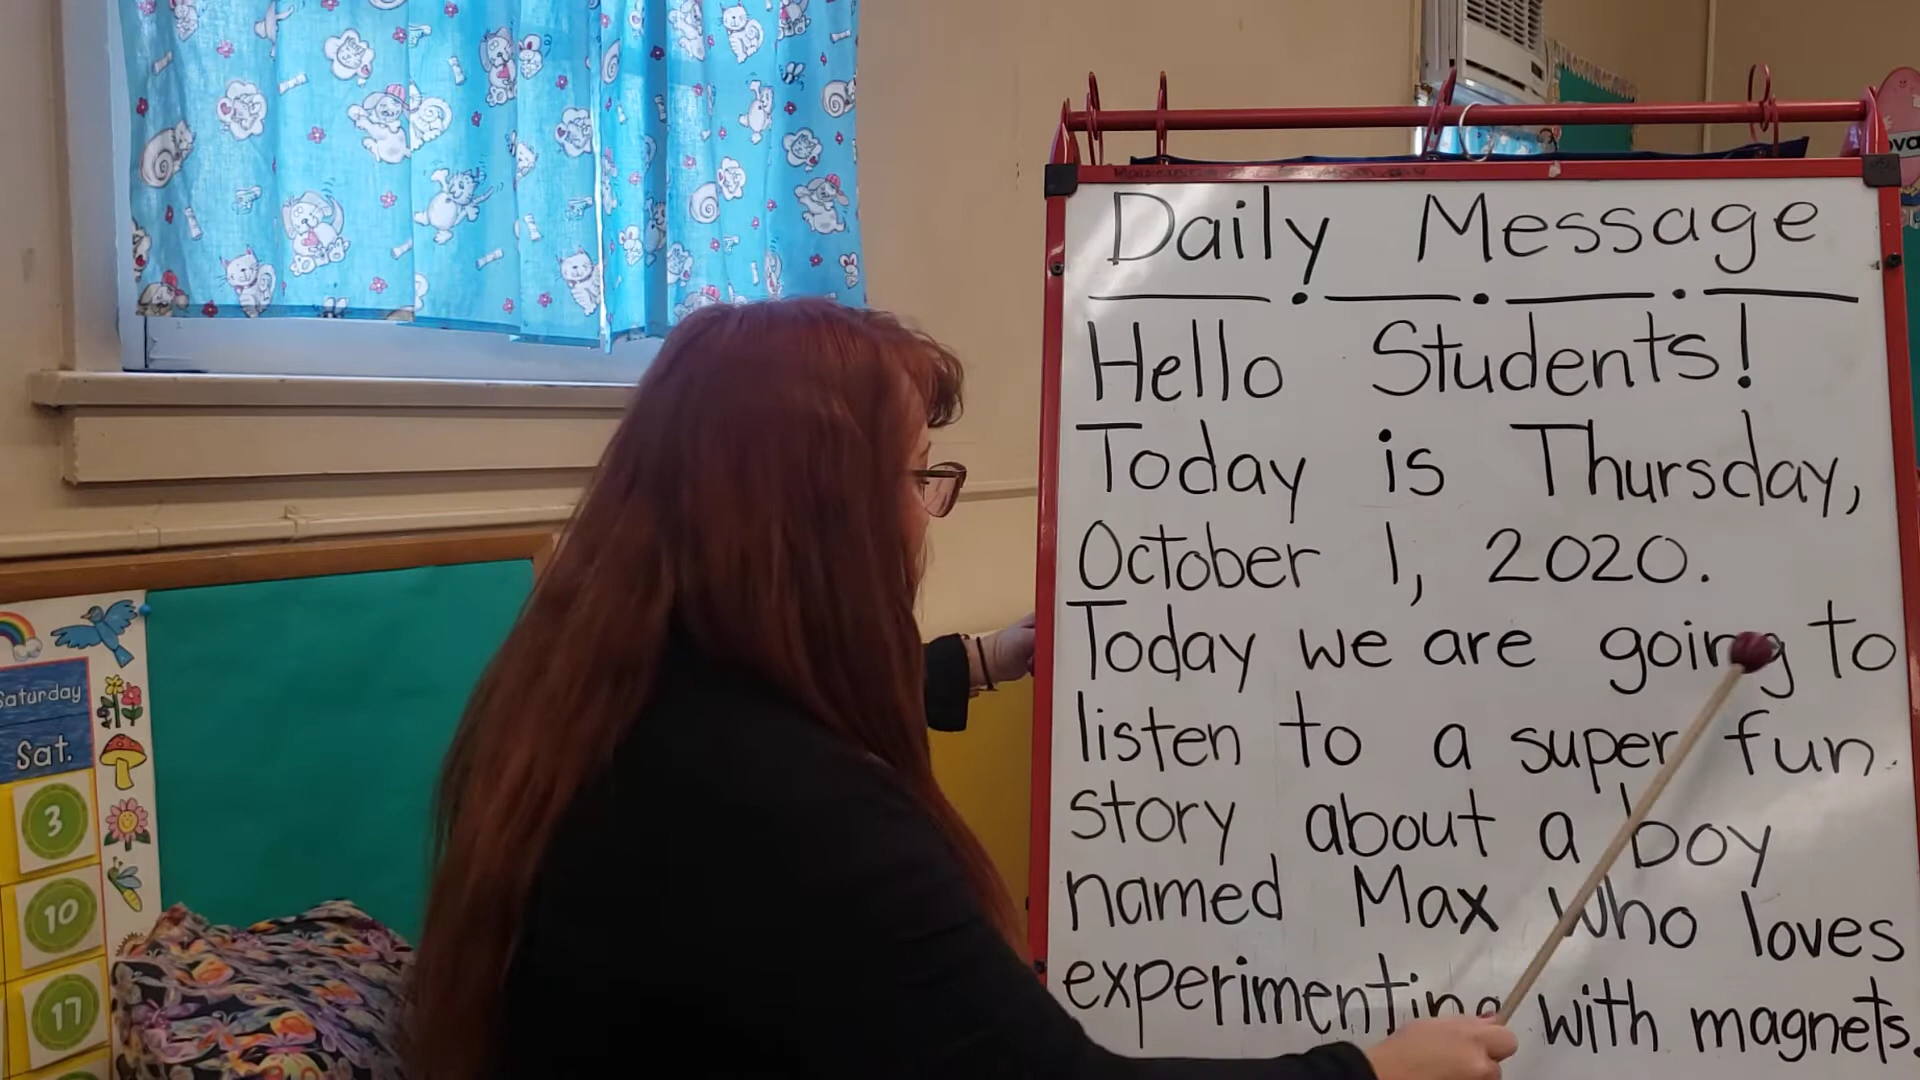 Daily Message
Hello Students!
Today is Thursday,
October 1, 2020.
Today we are going to
listen to a super fun
story about a boy
named Max who loves
experimenting with magnets.
Saturday
Sat.
3
10
17